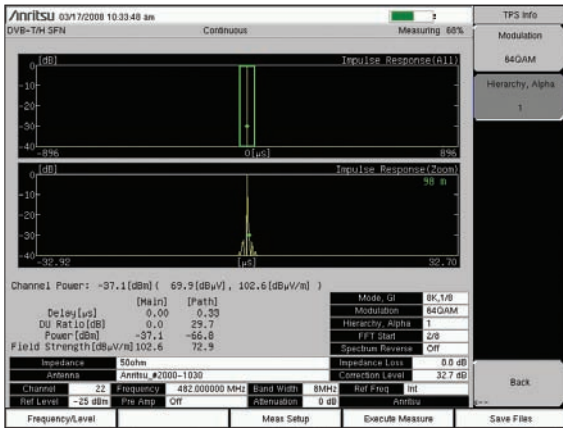 Anritsu 03/17/2008 10:33:48 am
TPS Info
DVB-T/H SFN Continuous Measuring 60%
Modulation
64QAM
[dB] Impulse Response(All)
0
-10
-20
-30
-40
-896 0[µs] 896
Hierarchy, Alpha
1
[dB] Impulse Response(Zoom)
98 m
0
-10
-20
-30
-40
-32.92 [µs] 32.70
Channel Power: -37.1[dBm]( 69.9[dBµV], 102.6[dBµV/m] )
[Main] [Path]
Delay[µs] 0.00 0.33
DU Ratio[dB] 0.0 29.7
Power[dBm] -37.1 -66.8
Field Strength[dBµV/m]102.6 72.9
Mode, GI 8K,1/8
Modulation 64QAM
Hierarchy, Alpha 1
FFT Start 2/8
Spectrum Reverse Off
Impedance 50ohm Impedance Loss 0.0 dB
Antenna Anritsu_#2000-1030 Correction Level 32.7 dB
Channel 22 Frequency 482.000000 MHz Band Width 8MHz Ref Freq Int
Ref Level -25 dBm Pre Amp Off Attenuation 0 dB Anritsu
Back
Frequency/Level Meas Setup Execute Measure Save Files